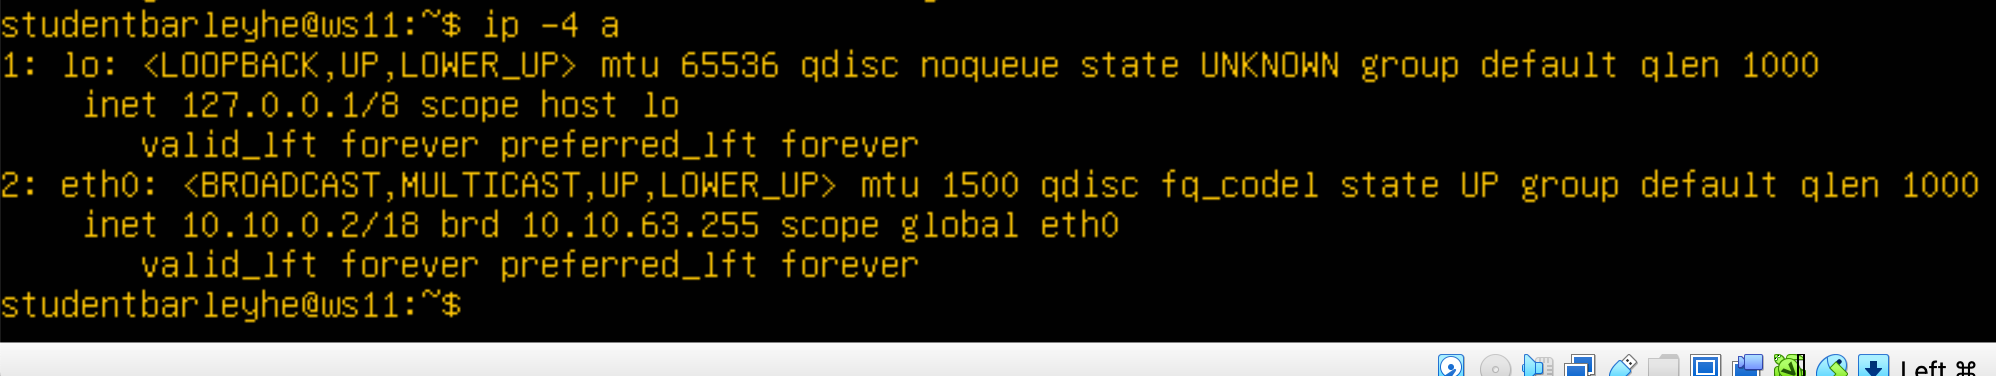 studentbarleyhe@ws11:~$ ip -4 a
1: lo: <LOOPBACK,UP,LOWER_UP> mtu 65536 qdisc noqueue state UNKNOWN group default qlen 1000
    inet 127.0.0.1/8 scope host lo
       valid_lft forever preferred_lft forever
2: eth0: <BROADCAST,MULTICAST,UP,LOWER_UP> mtu 1500 qdisc fq_codel state UP group default qlen 1000
    inet 10.10.0.2/18 brd 10.10.63.255 scope global eth0
       valid_lft forever preferred_lft forever
studentbarleyhe@ws11:~$
Left ⌘